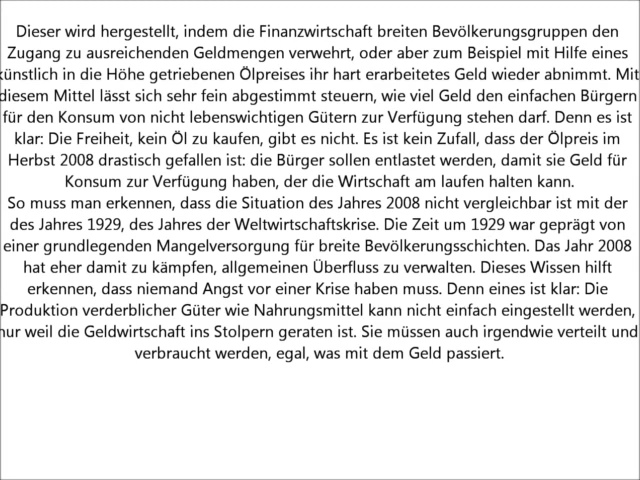 Dieser wird hergestellt, indem die Finanzwirtschaft breiten Bevölkerungsgruppen den
Zugang zu ausreichenden Geldmengen verwehrt, oder aber zum Beispiel mit Hilfe eines
künstlich in die Höhe getriebenen Ölpreises ihr hart erarbeitetes Geld wieder abnimmt. Mit
diesem Mittel lässt sich sehr fein abgestimmt steuern, wie viel Geld den einfachen Bürgern
für den Konsum von nicht lebenswichtigen Gütern zur Verfügung stehen darf. Denn es ist
klar: Die Freiheit, kein Öl zu kaufen, gibt es nicht. Es ist kein Zufall, dass der Ölpreis im
Herbst 2008 drastisch gefallen ist: die Bürger sollen entlastet werden, damit sie Geld für
Konsum zur Verfügung haben, der die Wirtschaft am laufen halten kann.
So muss man erkennen, dass die Situation des Jahres 2008 nicht vergleichbar ist mit der
des Jahres 1929, des Jahres der Weltwirtschaftskrise. Die Zeit um 1929 war geprägt von
einer grundlegenden Mangelversorgung für breite Bevölkerungsschichten. Das Jahr 2008
hat eher damit zu kämpfen, allgemeinen Überfluss zu verwalten. Dieses Wissen hilft
erkennen, dass niemand Angst vor einer Krise haben muss. Denn eines ist klar: Die
Produktion verderblicher Güter wie Nahrungsmittel kann nicht einfach eingestellt werden,
nur weil die Geldwirtschaft ins Stolpern geraten ist. Sie müssen auch irgendwie verteilt und
verbraucht werden, egal, was mit dem Geld passiert.